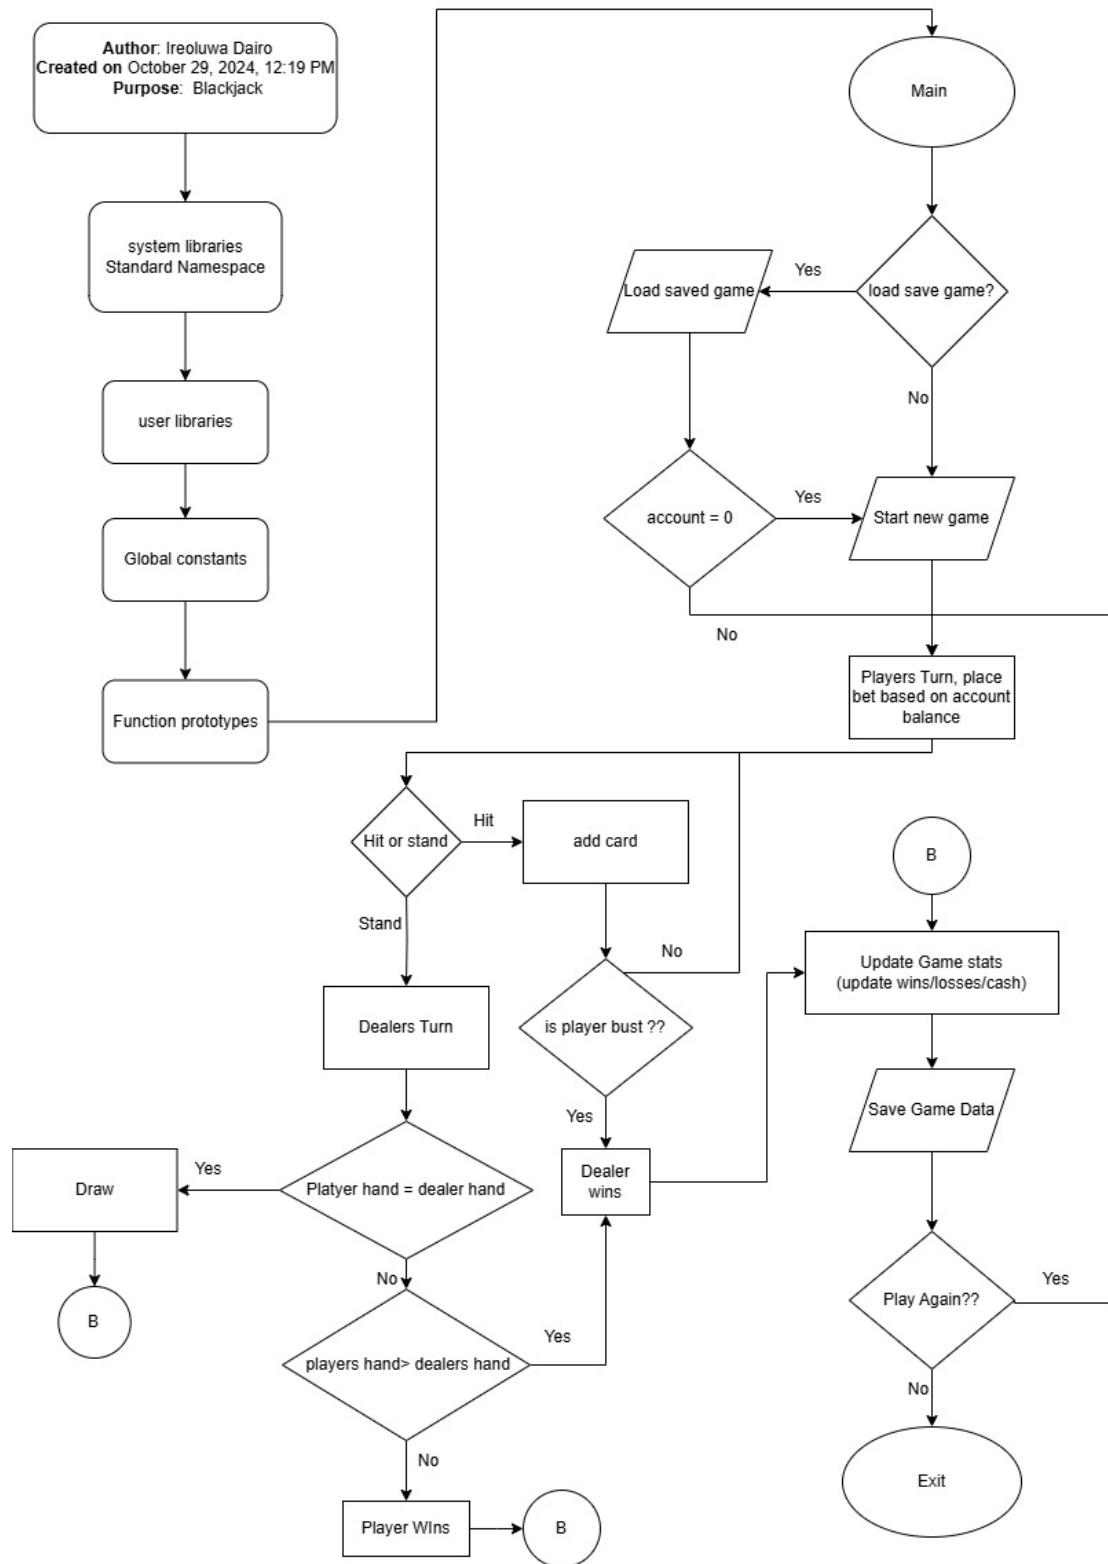 Author: Ireoluwa Dairo
Created on October 29, 2024, 12:19 PM
Purpose: Blackjack
system libraries
Standard Namespace
user libraries
Global constants
Function prototypes
Main
load save game?
Yes
Load saved game
No
account = 0
Yes
Start new game
No
Players Turn, place
bet based on account
balance
Hit or stand
Hit
add card
Stand
No
is player bust ??
Yes
Dealer
wins
Dealers Turn
Platyer hand = dealer hand
Yes
Draw
B
No
players hand> dealers hand
Yes
No
Player WIns
B
B
Update Game stats
(update wins/losses/cash)
Save Game Data
Play Again??
Yes
No
Exit